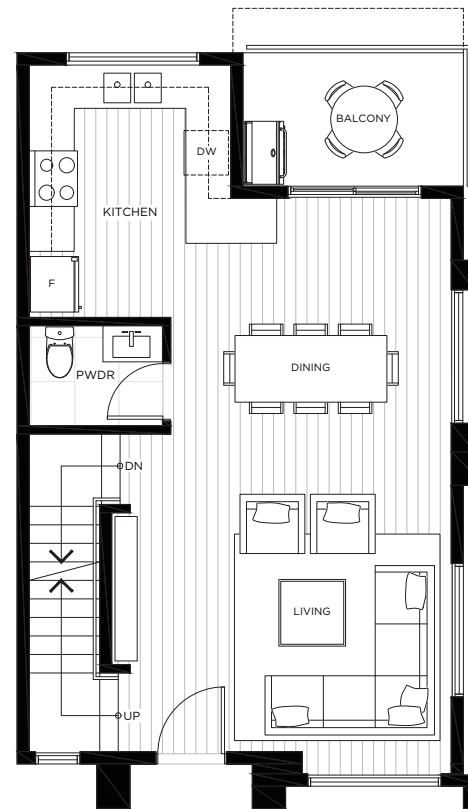 BALCONY
DW
KITCHEN
F
DINING
PWDR
DN
LIVING
UP